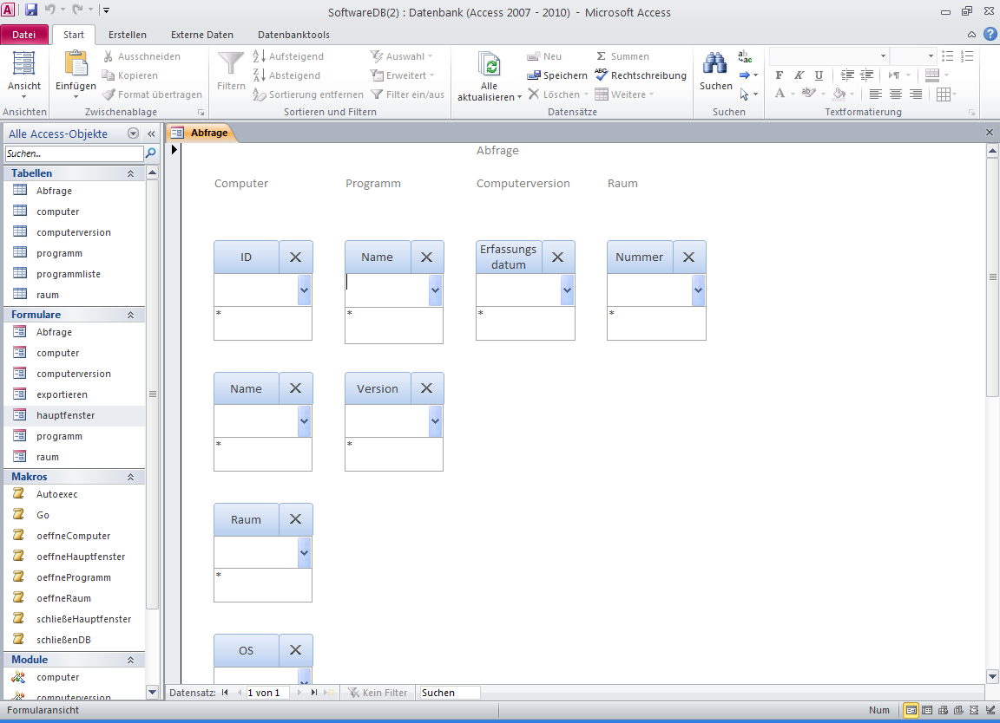 SoftwareDB(2) : Datenbank (Access 2007 - 2010) - Microsoft Access
Datei Start Erstellen Externe Daten Datenbanktools
Ansicht
Ansichten
Einfügen
Ausschneiden
Kopieren
Format übertragen
Zwischenablage
Filtern
Aufsteigend
Absteigend
Sortierung entfernen
Auswahl
Erweitert
Filter ein/aus
Sortieren und Filtern
Alle
aktualisieren
Neu
Speichern
Löschen
Summen
Rechtschreibung
Weitere
Datensätze
Suchen
Suchen
F K U
A
Textformatierung
Alle Access-Objekte
Suchen...
Tabellen
Abfrage
computer
computerversion
programm
programmliste
raum
Formulare
Abfrage
computer
computerversion
exportieren
hauptfenster
programm
raum
Makros
Autoexec
Go
oeffneComputer
oeffneHauptfenster
oeffneProgramm
oeffneRaum
schließeHauptfenster
schließenDB
Module
computer
computerversion
Abfrage
Abfrage
Computer Programm Computerversion Raum
ID
*
Name
*
Erfassungs
datum
*
Nummer
*
Name
*
Version
*
Raum
*
OS
Datensatz: 1 von 1 Kein Filter Suchen
Formularansicht Num